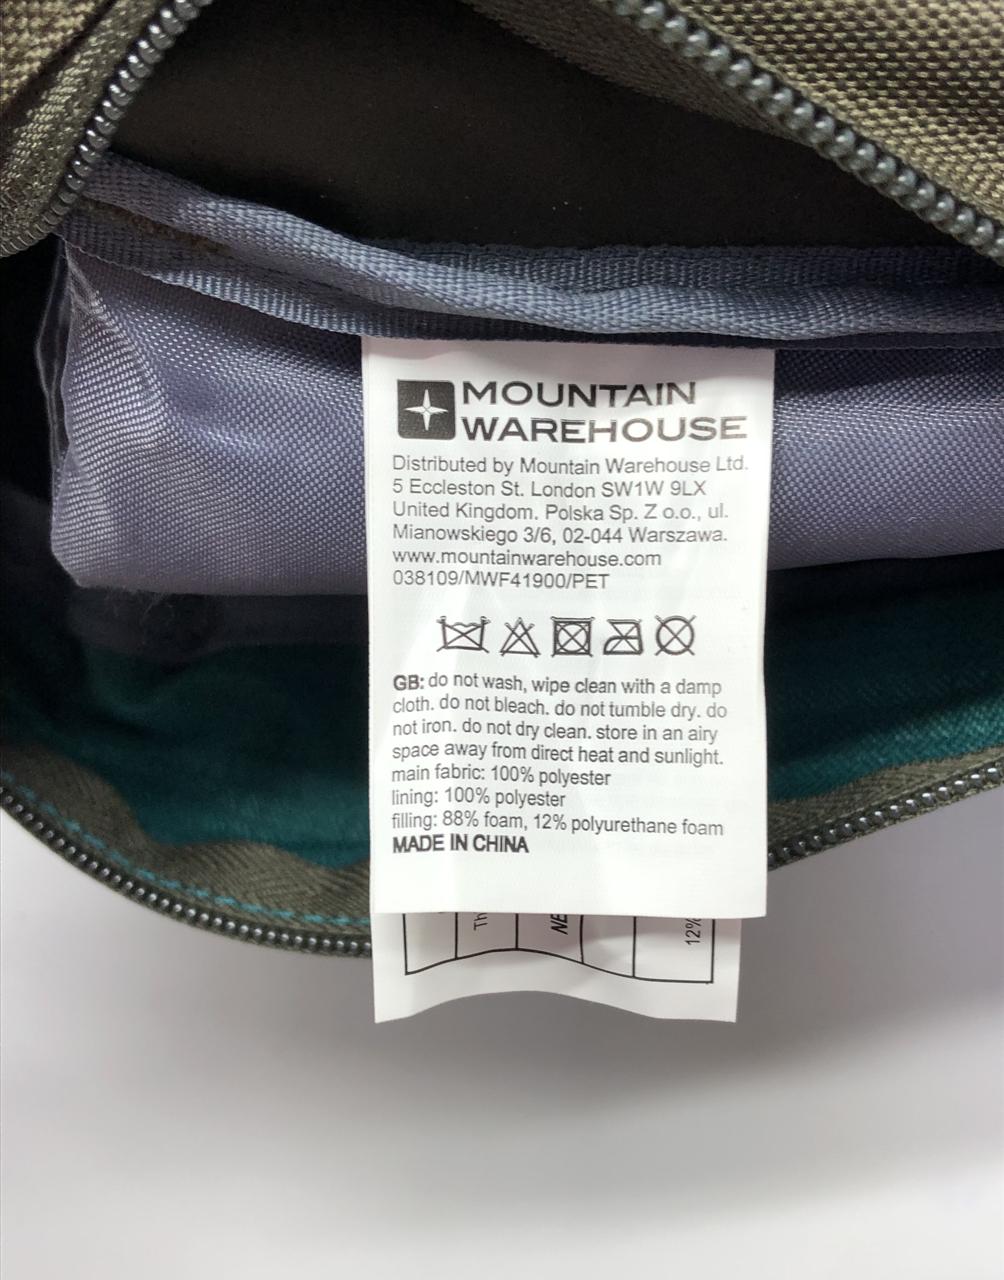 MOUNTAIN
WAREHOUSE
Distributed by Mountain Warehouse Ltd.
5 Eccleston St. London SW1W 9LX
United Kingdom. Polska Sp. Z o.o., ul.
Mianowskiego 3/6, 02-044 Warszawa.
www.mountainwarehouse.com
038109/MWF41900/PET
GB: do not wash, wipe clean with a damp
cloth. do not bleach. do not tumble dry. do
not iron. do not dry clean. store in an airy
space away from direct heat and sunlight.
main fabric: 100% polyester
lining: 100% polyester
filling: 88% foam, 12% polyurethane foam
MADE IN CHINA
12%